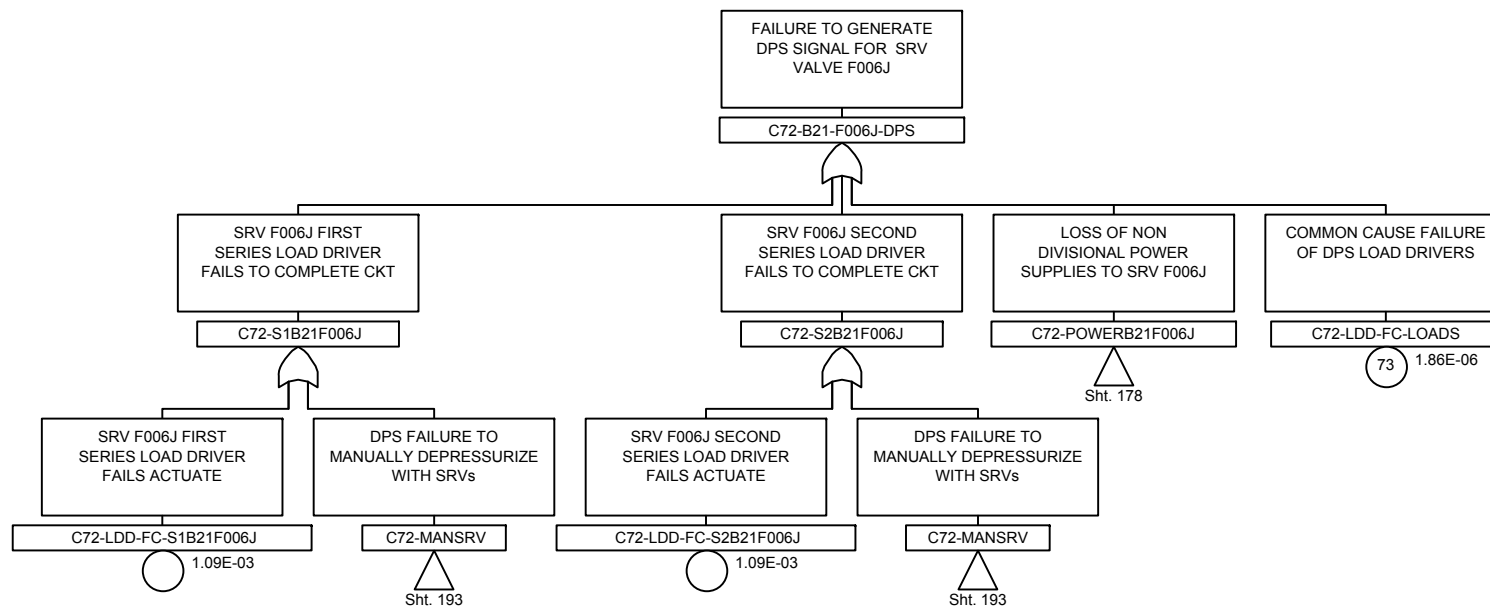 FAILURE TO GENERATE
DPS SIGNAL FOR SRV
VALVE F006J
C72-B21-F006J-DPS
SRV F006J FIRST
SERIES LOAD DRIVER
FAILS TO COMPLETE CKT
C72-S1B21F006J
SRV F006J SECOND
SERIES LOAD DRIVER
FAILS TO COMPLETE CKT
C72-S2B21F006J
LOSS OF NON
DIVISIONAL POWER
SUPPLIES TO SRV F006J
C72-POWERB21F006J
Sht. 178
COMMON CAUSE FAILURE
OF DPS LOAD DRIVERS
C72-LDD-FC-LOADS
73
1.86E-06
SRV F006J FIRST
SERIES LOAD DRIVER
FAILS ACTUATE
C72-LDD-FC-S1B21F006J
1.09E-03
DPS FAILURE TO
MANUALLY DEPRESSURIZE
WITH SRVs
C72-MANSRV
Sht. 193
SRV F006J SECOND
SERIES LOAD DRIVER
FAILS ACTUATE
C72-LDD-FC-S2B21F006J
1.09E-03
DPS FAILURE TO
MANUALLY DEPRESSURIZE
WITH SRVs
C72-MANSRV
Sht. 193